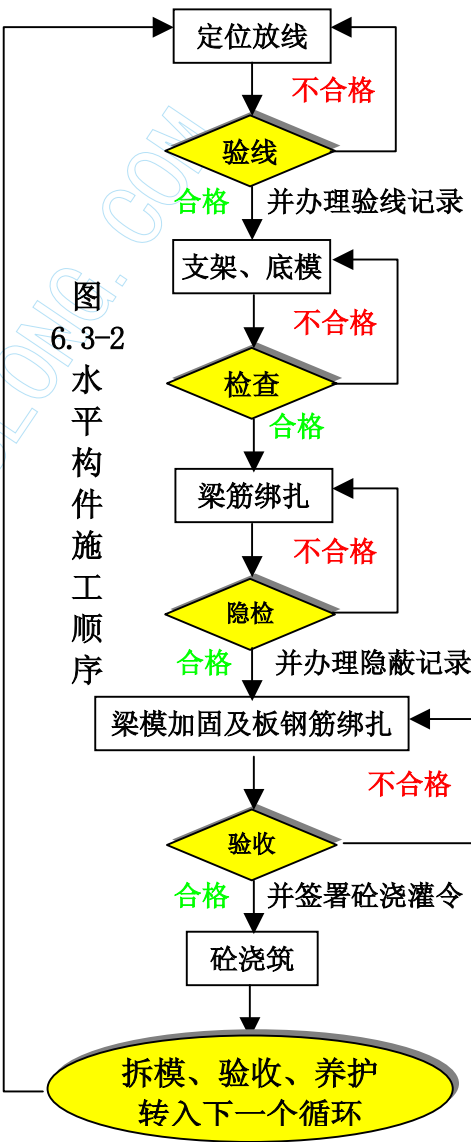 定位放线
不合格
验线
合格 并办理验线记录
支架、底模
不合格
检查
合格
图
6.3-2
水
平
构
件
施
工
顺
序
梁筋绑扎
不合格
隐检
合格 并办理隐蔽记录
梁模加固及板钢筋绑扎
不合格
验收
合格 并签署砼浇灌令
砼浇筑
拆模、验收、养护
转入下一个循环